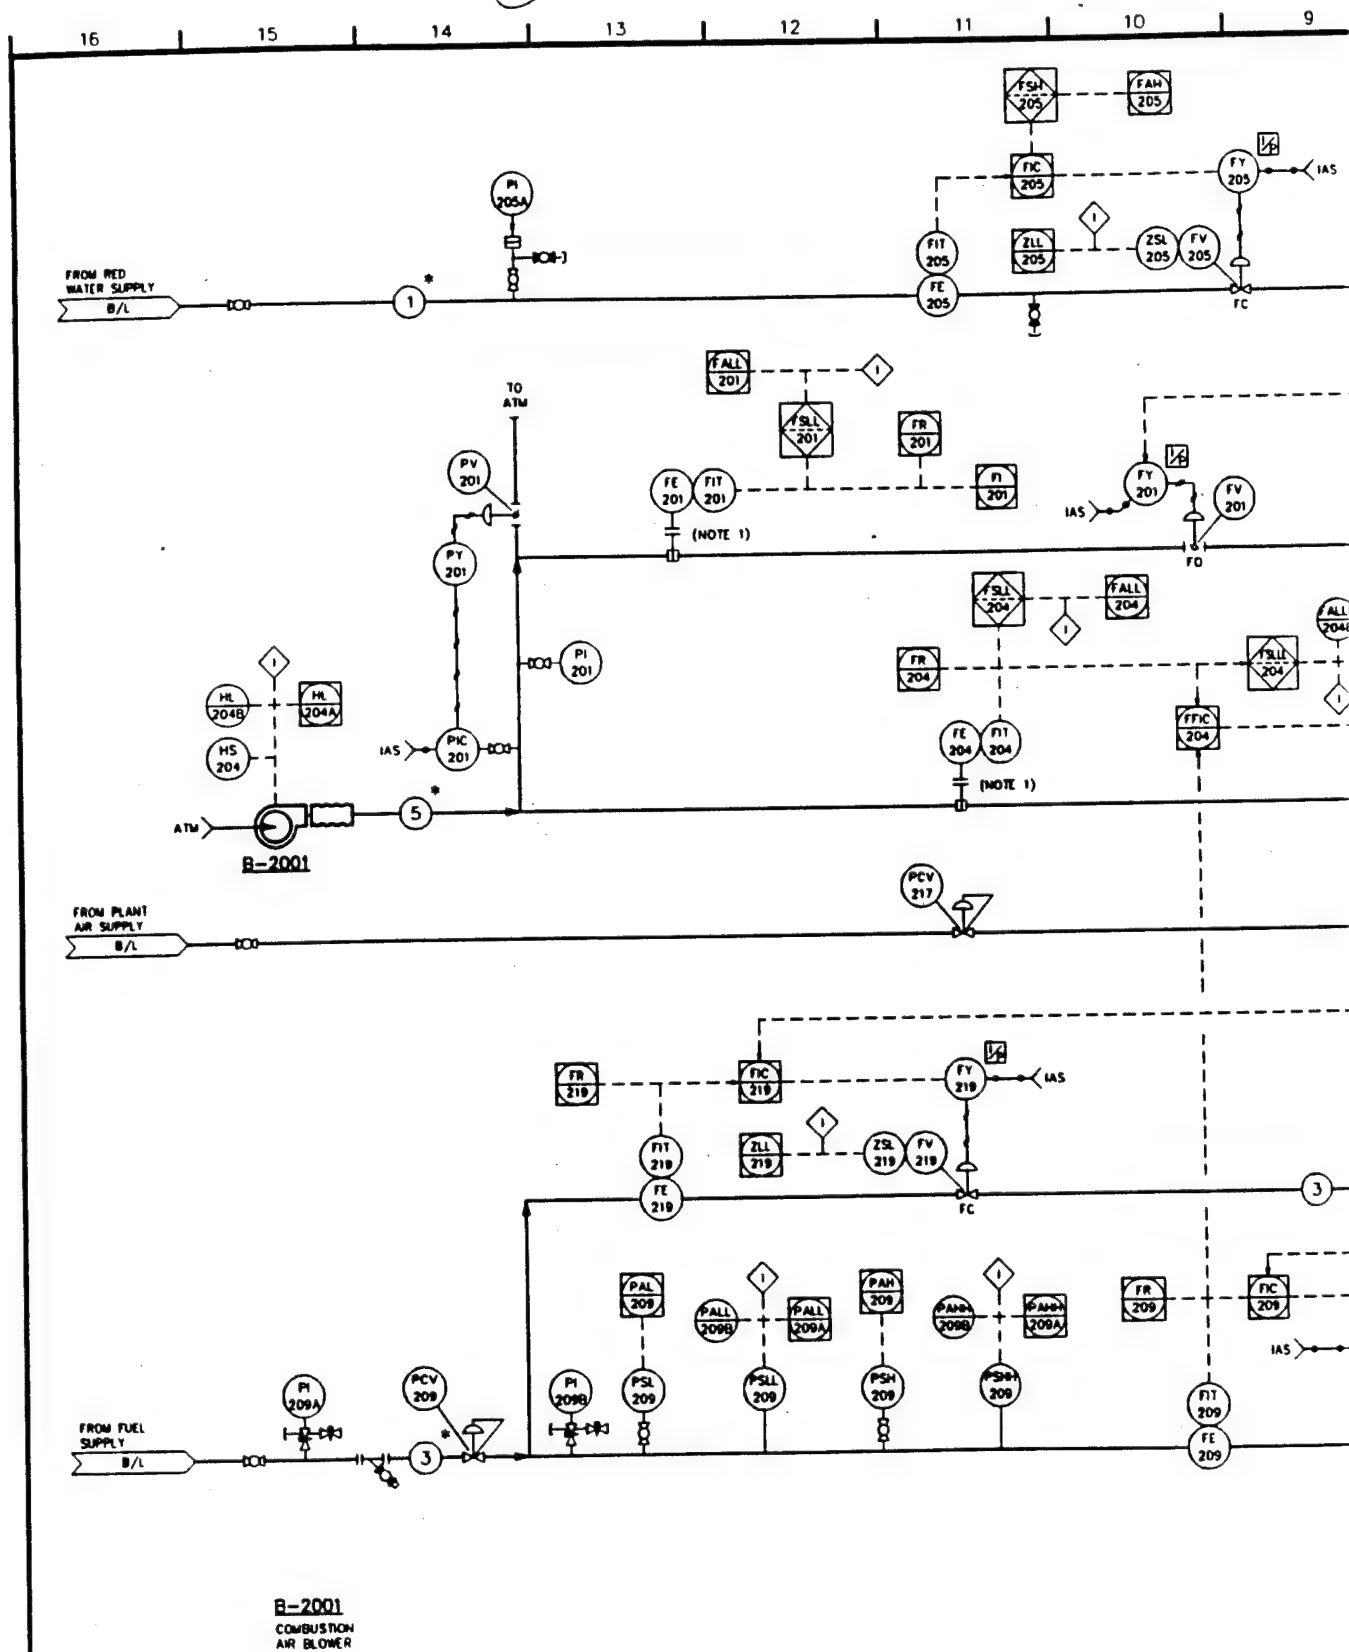 16 15 14 13 12 11 10 9
FSH
205
FAH
205
PI
205A
FIC
205
FY
205
I/P
IAS
FIT
205
ZLL
205
I
ZSL
205
FV
205
FROM RED
WATER SUPPLY
B/L
1
*
FE
205
FC
TO
ATM
FALL
201
I
FSLL
201
FR
201
PV
201
FE
201
FIT
201
FI
201
FY
201
I/P
IAS
FV
201
(NOTE 1)
FO
PY
201
FSLL
204
FALL
204
I
FALL
204B
PI
201
FR
204
FSLL
204
I
I
HL
204B
HL
204A
HS
204
IAS
PIC
201
FE
204
FIT
204
FFIC
204
(NOTE 1)
ATM
5
*
B-2001
PCV
217
FROM PLANT
AIR SUPPLY
B/L
FR
219
FIC
219
FY
219
I/P
IAS
FIT
219
ZLL
219
I
ZSL
219
FV
219
FE
219
FC
3
PAL
209
I
PALL
209B
PALL
209A
PAH
209
I
PAHH
209B
PAHH
209A
FR
209
FIC
209
IAS
PI
209A
PCV
209
PI
209B
PSL
209
PSLL
209
PSH
209
PSHH
209
FIT
209
FROM FUEL
SUPPLY
B/L
3
*
FE
209
B-2001
COMBUSTION
AIR BLOWER